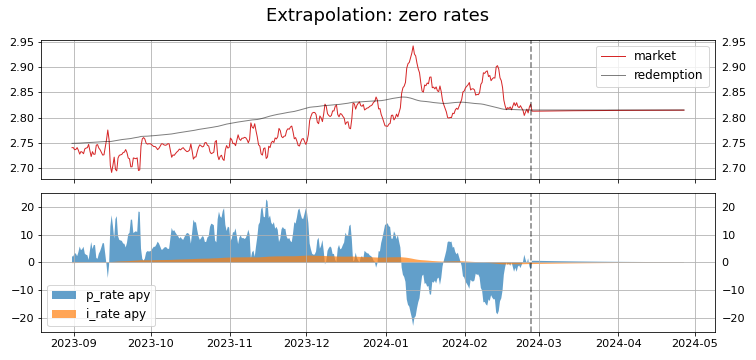 Extrapolation: zero rates
2.95 2.95
2.90 2.90
2.85 2.85
2.80 2.80
2.75 2.75
2.70 2.70
market
redemption
20 20
10 10
0 0
−10 −10
−20 −20
p_rate apy
i_rate apy
2023-09 2023-10 2023-11 2023-12 2024-01 2024-02 2024-03 2024-04 2024-05